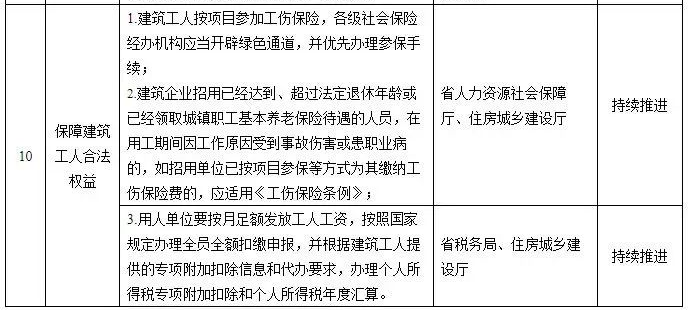 10
保障建筑
工人合法
权益
1.建筑工人按项目参加工伤保险，各级社会保险
经办机构应当开辟绿色通道，并优先办理参保手
续；
2.建筑企业招用已经达到、超过法定退休年龄或
已经领取城镇职工基本养老保险待遇的人员，在
用工期间因工作原因受到事故伤害或患职业病
的，如招用单位已按项目参保等方式为其缴纳工
伤保险费的，应适用《工伤保险条例》；
省人力资源社会保障
厅、住房城乡建设厅
持续推进
3.用人单位要按月足额发放工人工资，按照国家
规定办理全员全额扣缴申报，并根据建筑工人提
供的专项附加扣除信息和代办要求，办理个人所
得税专项附加扣除和个人所得税年度汇算。
省税务局、住房城乡建
设厅
持续推进